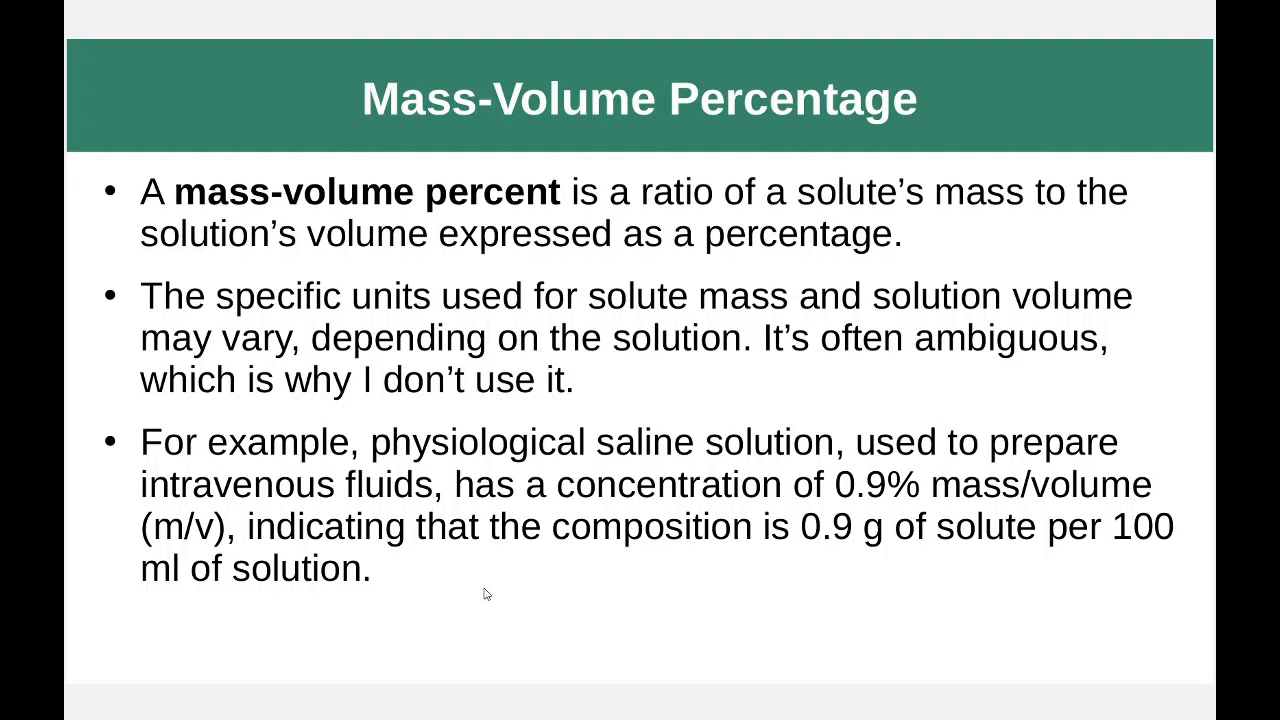 Mass-Volume Percentage
• A mass-volume percent is a ratio of a solute’s mass to the
solution’s volume expressed as a percentage.
• The specific units used for solute mass and solution volume
may vary, depending on the solution. It’s often ambiguous,
which is why I don’t use it.
• For example, physiological saline solution, used to prepare
intravenous fluids, has a concentration of 0.9% mass/volume
(m/v), indicating that the composition is 0.9 g of solute per 100
ml of solution.